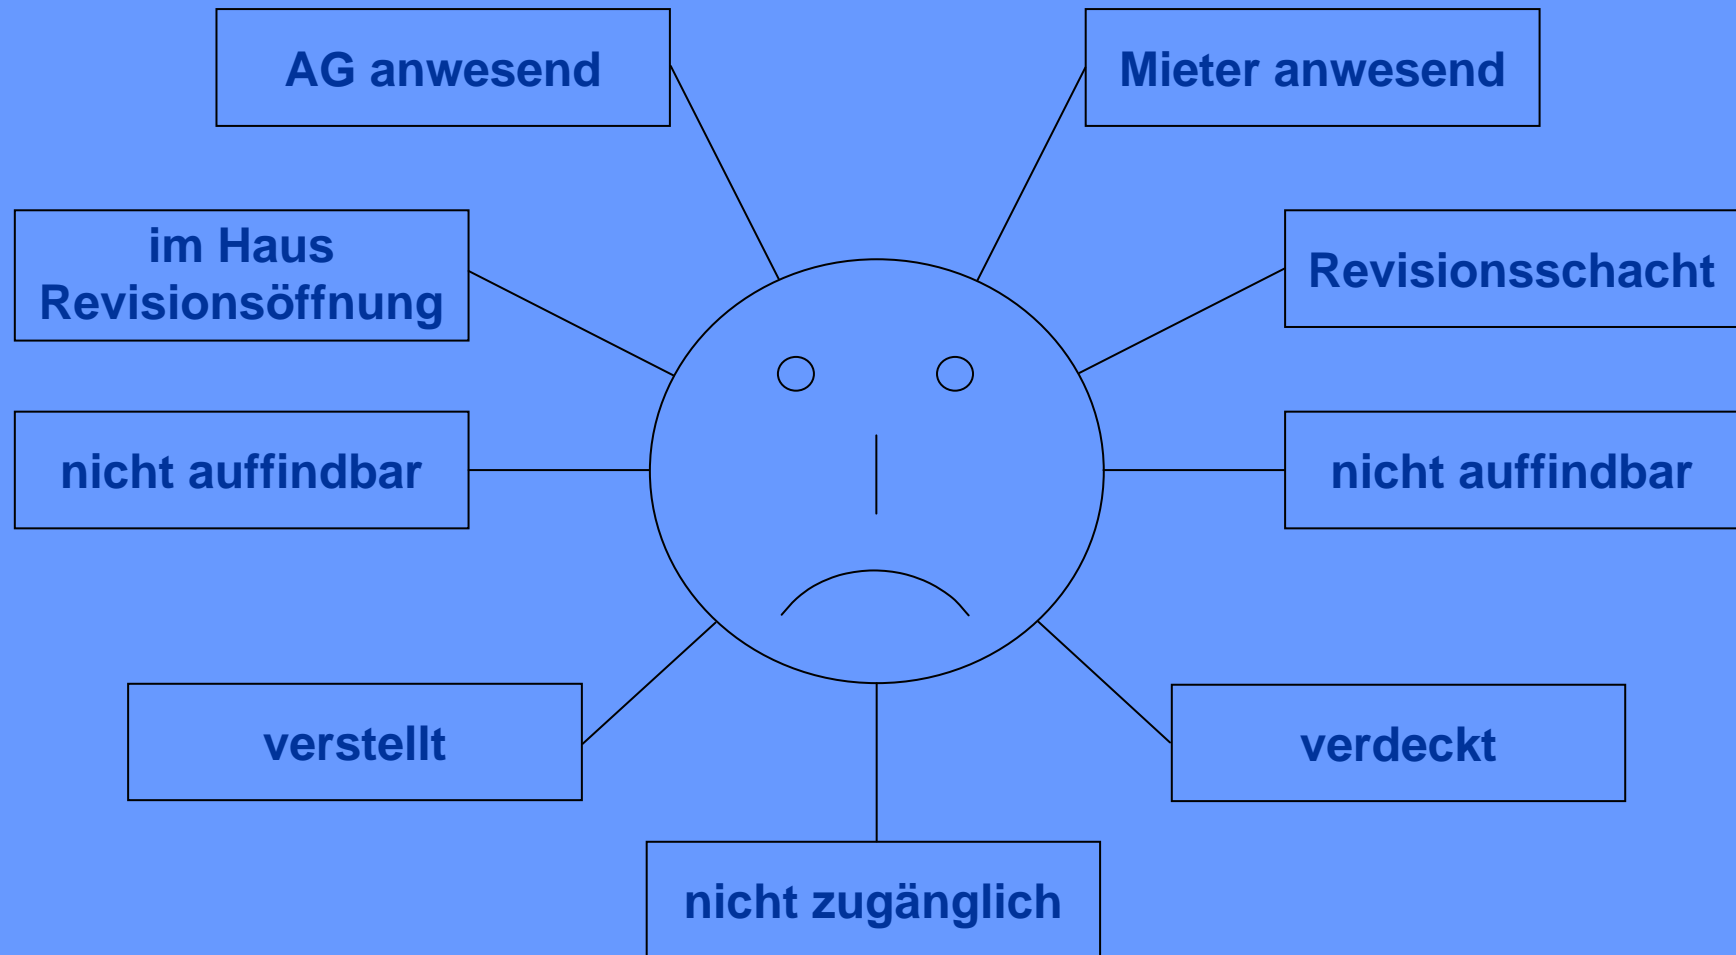 AG anwesend
Mieter anwesend
im Haus
Revisionsöffnung
Revisionsschacht
nicht auffindbar
nicht auffindbar
verstellt
verdeckt
nicht zugänglich